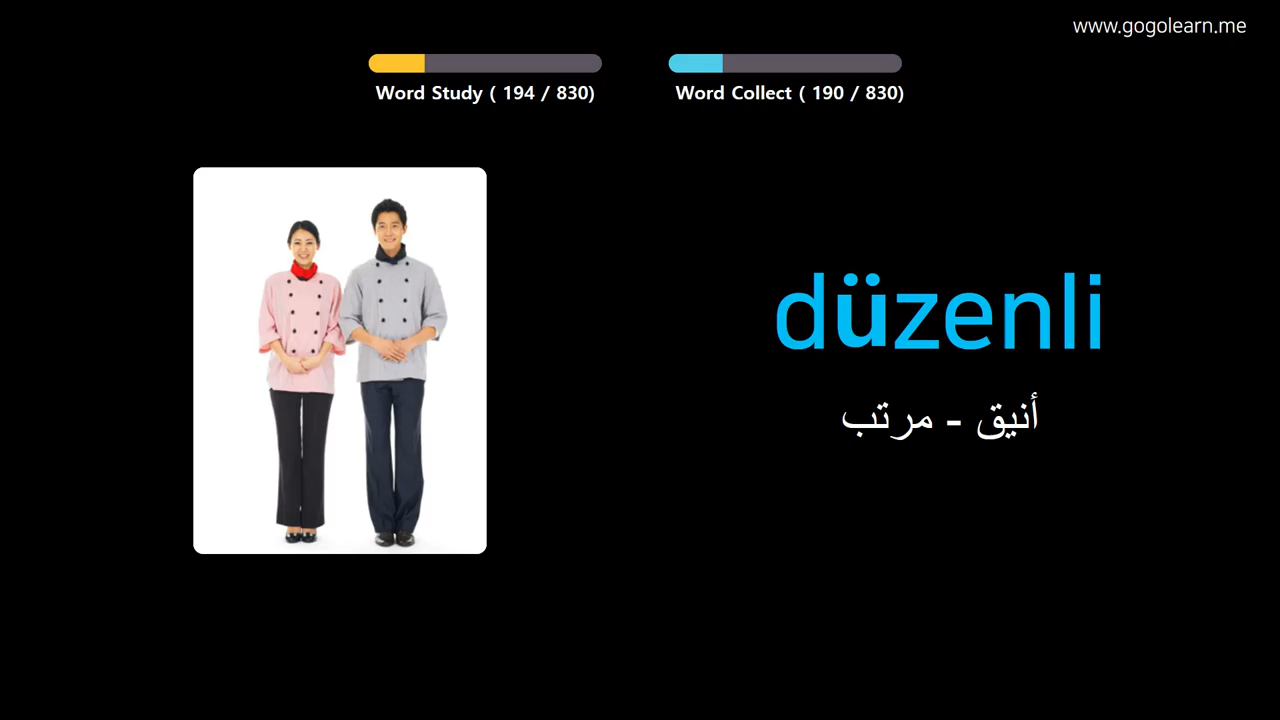 www.gogolearn.me
Word Study ( 194 / 830)
Word Collect ( 190 / 830)
düzenli
أنيق - مرتب